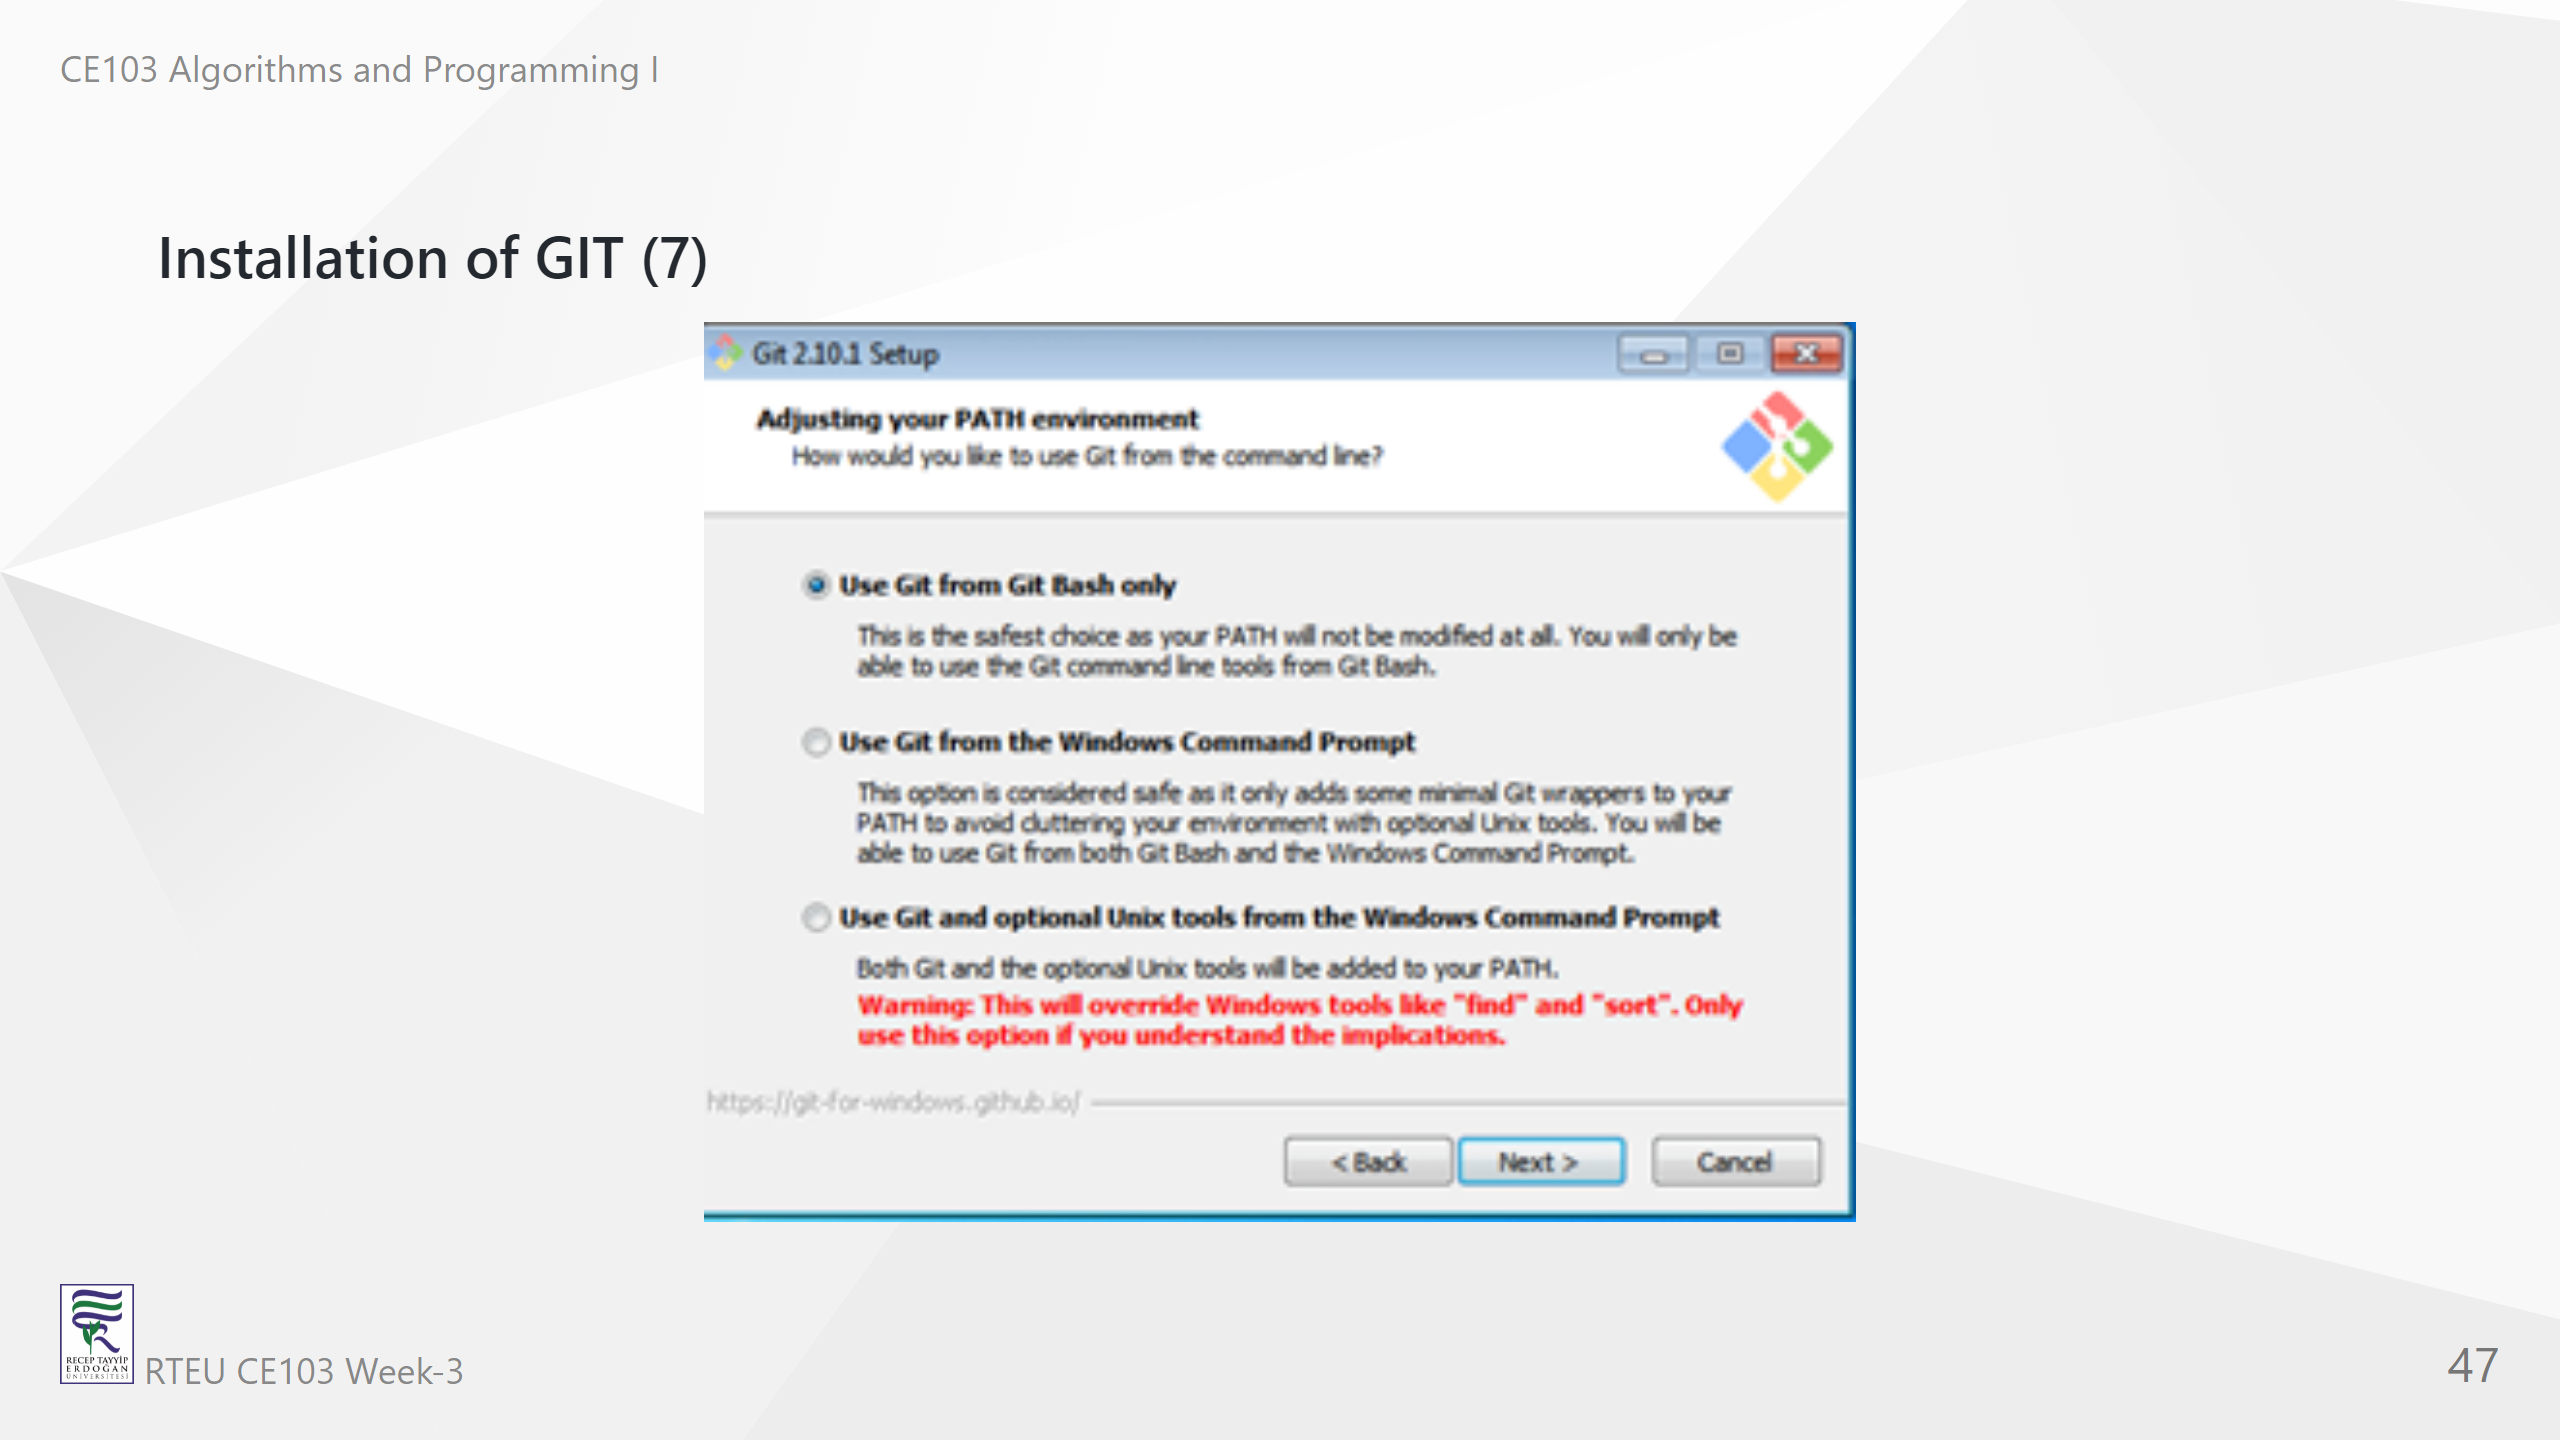 CE103 Algorithms and Programming I
Installation of GIT (7)
Git 2.10.1 Setup
Adjusting your PATH environment
How would you like to use Git from the command line?
Use Git from Git Bash only
This is the safest choice as your PATH will not be modified at all. You will only be
able to use the Git command line tools from Git Bash.
Use Git from the Windows Command Prompt
This option is considered safe as it only adds some minimal Git wrappers to your
PATH to avoid cluttering your environment with optional Unix tools. You will be
able to use Git from both Git Bash and the Windows Command Prompt.
Use Git and optional Unix tools from the Windows Command Prompt
Both Git and the optional Unix tools will be added to your PATH.
Warning: This will override Windows tools like "find" and "sort". Only
use this option if you understand the implications.
https://git-for-windows.github.io/
< Back Next > Cancel
RECEP TAYYİP
ERDOĞAN
ÜNİVERSİTESİ
RTEU CE103 Week-3
47